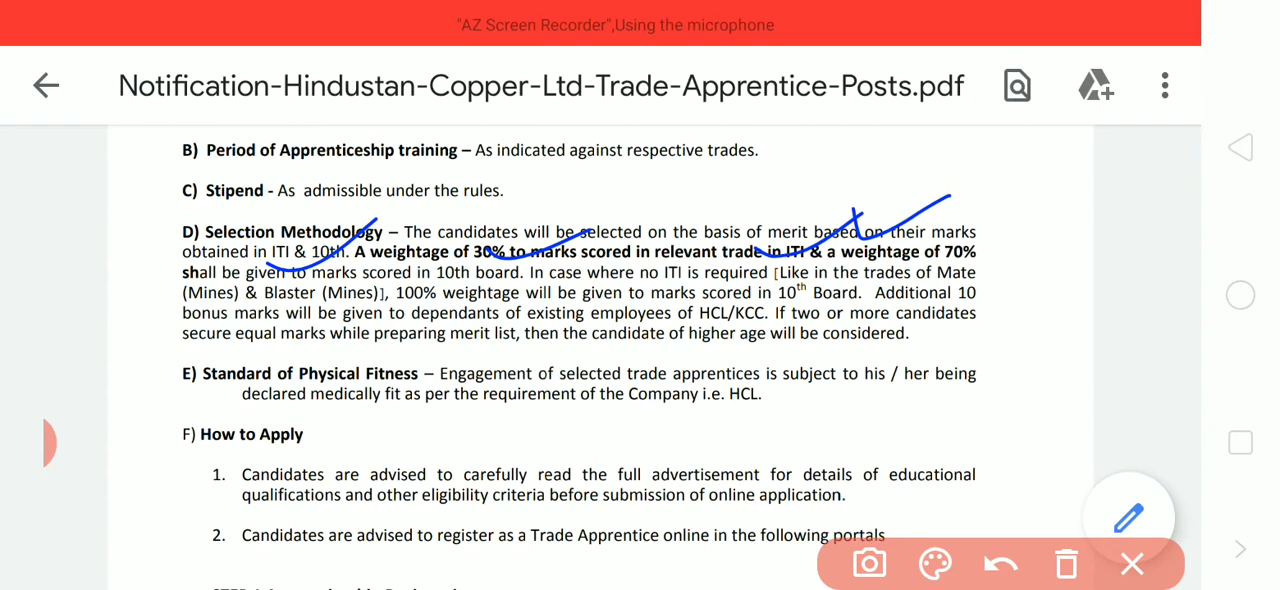 "AZ Screen Recorder",Using the microphone
Notification-Hindustan-Copper-Ltd-Trade-Apprentice-Posts.pdf
B) Period of Apprenticeship training – As indicated against respective trades.
C) Stipend - As admissible under the rules.
D) Selection Methodology – The candidates will be selected on the basis of merit based on their marks
obtained in ITI & 10th. A weightage of 30% to marks scored in relevant trade in ITI & a weightage of 70%
shall be given to marks scored in 10th board. In case where no ITI is required [Like in the trades of Mate
(Mines) & Blaster (Mines)], 100% weightage will be given to marks scored in 10th Board. Additional 10
bonus marks will be given to dependants of existing employees of HCL/KCC. If two or more candidates
secure equal marks while preparing merit list, then the candidate of higher age will be considered.
E) Standard of Physical Fitness – Engagement of selected trade apprentices is subject to his / her being
declared medically fit as per the requirement of the Company i.e. HCL.
F) How to Apply
1. Candidates are advised to carefully read the full advertisement for details of educational
qualifications and other eligibility criteria before submission of online application.
2. Candidates are advised to register as a Trade Apprentice online in the following portals